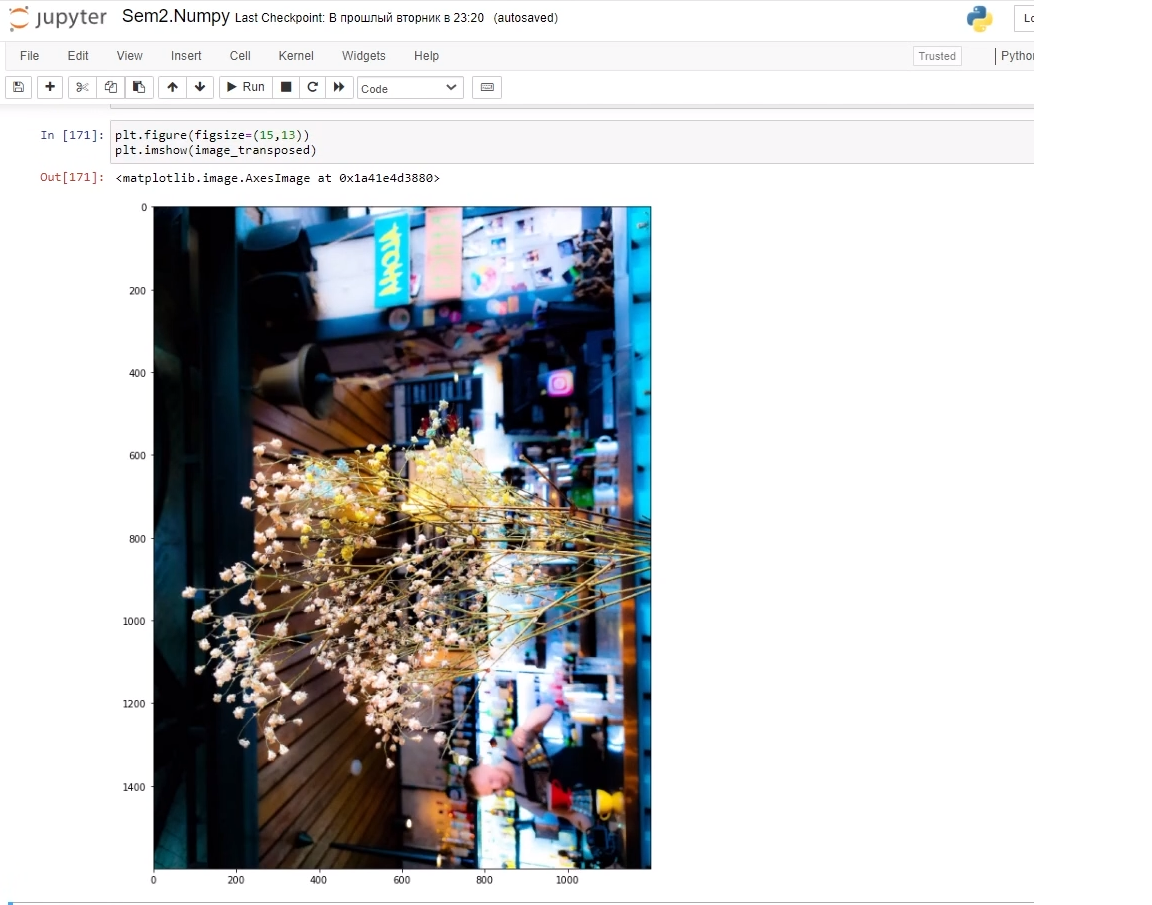 jupyter Sem2.Numpy Last Checkpoint: В прошлый вторник в 23:20 (autosaved)
File Edit View Insert Cell Kernel Widgets Help
Trusted
Run
Code
In [171]: plt.figure(figsize=(15,13))
plt.imshow(image_transposed)
Out[171]: <matplotlib.image.AxesImage at 0x1a41e4d3880>
0
200
400
600
800
1000
1200
1400
0 200 400 600 800 1000